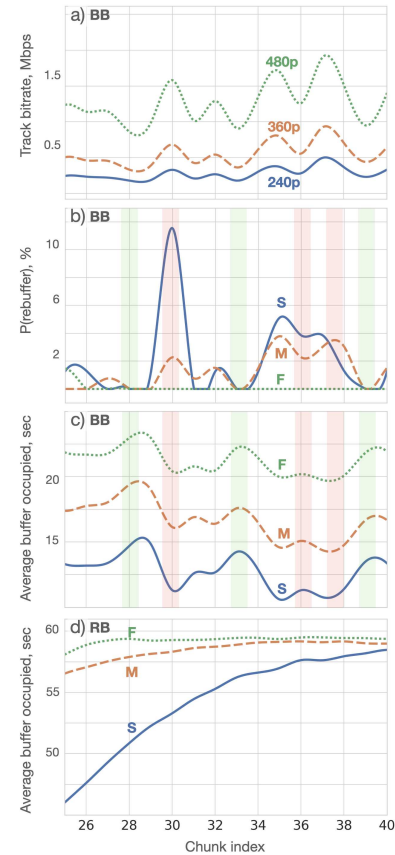 a) BB
Track bitrate, Mbps
1.5
0.5
480p
360p
240p
b) BB
P(rebuffer), %
10
6
2
S
M
F
c) BB
Average buffer occupied, sec
20
15
F
M
S
d) RB
Average buffer occupied, sec
60
55
50
F
M
S
26 28 30 32 34 36 38 40
Chunk index